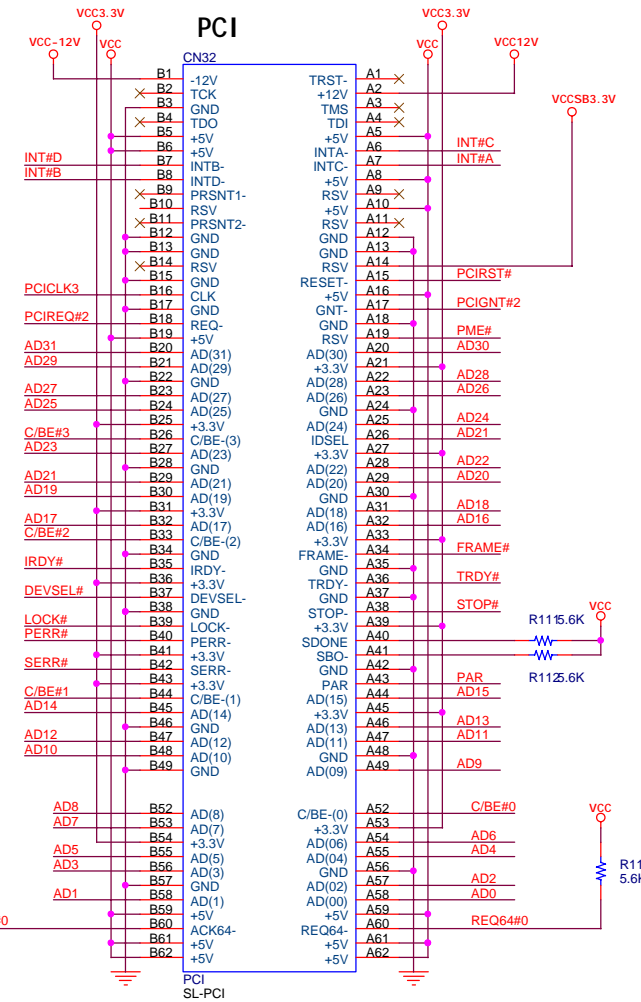 VCC3.3V
PCI
VCC3.3V
VCC-12V
VCC
VCC
VCC12V
CN32
VCCSB3.3V
B1 -12V TRST- A1
B2 TCK +12V A2
B3 GND TMS A3
B4 TDO TDI A4
B5 +5V +5V A5
B6 +5V INTA- A6 INT#C
INT#D B7 INTB- INTC- A7 INT#A
INT#B B8 INTD- +5V A8
B9 PRSNT1- RSV A9
B10 RSV +5V A10
B11 PRSNT2- RSV A11
B12 GND GND A12
B13 GND GND A13
B14 RSV RSV A14
B15 GND RESET- A15 PCIRST#
PCICLK3 B16 CLK +5V A16
B17 GND GNT- A17 PCIGNT#2
PCIREQ#2 B18 REQ- GND A18
B19 +5V RSV A19 PME#
AD31 B20 AD(31) AD(30) A20 AD30
AD29 B21 AD(29) +3.3V A21
B22 GND AD(28) A22 AD28
AD27 B23 AD(27) AD(26) A23 AD26
AD25 B24 AD(25) GND A24
B25 +3.3V AD(24) A25 AD24
C/BE#3 B26 C/BE-(3) IDSEL A26 AD21
AD23 B27 AD(23) +3.3V A27
B28 GND AD(22) A28 AD22
AD21 B29 AD(21) AD(20) A29 AD20
AD19 B30 AD(19) GND A30
B31 +3.3V AD(18) A31 AD18
AD17 B32 AD(17) AD(16) A32 AD16
C/BE#2 B33 C/BE-(2) +3.3V A33
B34 GND FRAME- A34 FRAME#
IRDY# B35 IRDY- GND A35
B36 +3.3V TRDY- A36 TRDY#
DEVSEL# B37 DEVSEL- GND A37
B38 GND STOP- A38 STOP#
LOCK# B39 LOCK- +3.3V A39
PERR# B40 PERR- SDONE A40
B41 +3.3V SBO- A41
SERR# B42 SERR- GND A42
B43 +3.3V PAR A43 PAR
C/BE#1 B44 C/BE-(1) AD(15) A44 AD15
AD14 B45 AD(14) +3.3V A45
B46 GND AD(13) A46 AD13
AD12 B47 AD(12) AD(11) A47 AD11
AD10 B48 AD(10) GND A48
B49 GND AD(09) A49 AD9
R111 5.6K
VCC
R112 5.6K
AD8 B52 AD(8) C/BE-(0) A52 C/BE#0
AD7 B53 AD(7) +3.3V A53
B54 +3.3V AD(06) A54 AD6
AD5 B55 AD(5) AD(04) A55 AD4
AD3 B56 AD(3) GND A56
B57 GND AD(02) A57 AD2
AD1 B58 AD(1) AD(00) A58 AD0
B59 +5V +5V A59
B60 ACK64- REQ64- A60 REQ64#0
B61 +5V +5V A61
B62 +5V +5V A62
VCC
PCI
SL-PCI